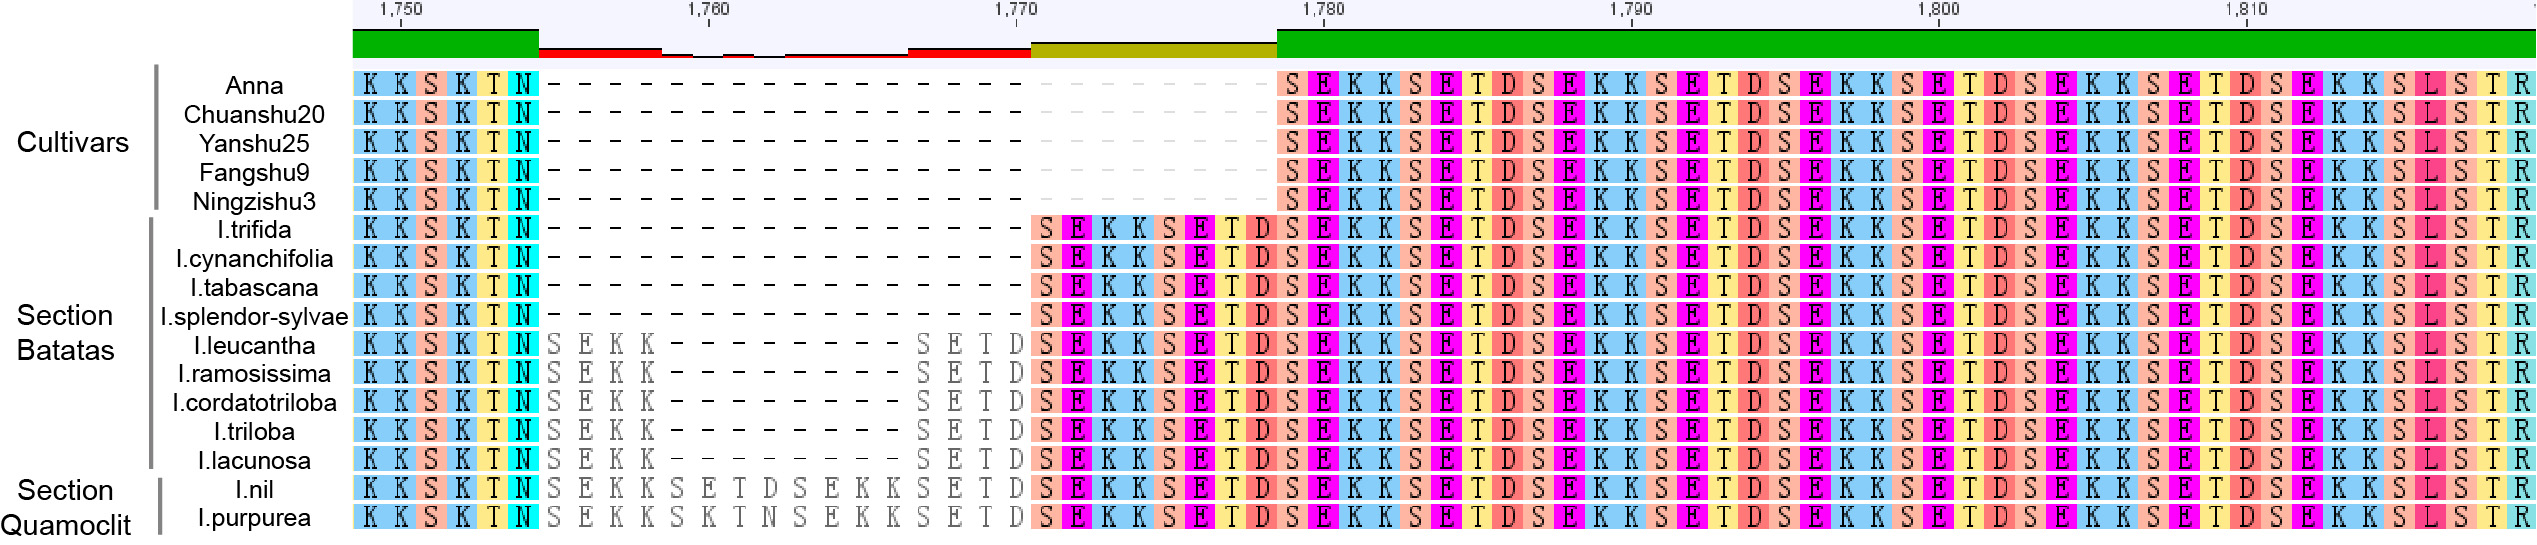 1,750 1,760 1,770 1,780 1,790 1,800 1,810
Cultivars
Anna K K S K T N - - - - - - - - - - - - - - - - - - - - - - - - S E K K S E T D S E K K S E T D S E K K S E T D S E K K S E T D S E K K S L S T R
Chuanshu20 K K S K T N - - - - - - - - - - - - - - - - - - - - - - - - S E K K S E T D S E K K S E T D S E K K S E T D S E K K S E T D S E K K S L S T R
Yanshu25 K K S K T N - - - - - - - - - - - - - - - - - - - - - - - - S E K K S E T D S E K K S E T D S E K K S E T D S E K K S E T D S E K K S L S T R
Fangshu9 K K S K T N - - - - - - - - - - - - - - - - - - - - - - - - S E K K S E T D S E K K S E T D S E K K S E T D S E K K S E T D S E K K S L S T R
Ningzishu3 K K S K T N - - - - - - - - - - - - - - - - - - - - - - - - S E K K S E T D S E K K S E T D S E K K S E T D S E K K S E T D S E K K S L S T R
Section
Batatas
I.trifida K K S K T N - - - - - - - - - - - - - - - - S E K K S E T D S E K K S E T D S E K K S E T D S E K K S E T D S E K K S E T D S E K K S L S T R
I.cynanchifolia K K S K T N - - - - - - - - - - - - - - - - S E K K S E T D S E K K S E T D S E K K S E T D S E K K S E T D S E K K S E T D S E K K S L S T R
I.tabascana K K S K T N - - - - - - - - - - - - - - - - S E K K S E T D S E K K S E T D S E K K S E T D S E K K S E T D S E K K S E T D S E K K S L S T R
I.splendor-sylvae K K S K T N - - - - - - - - - - - - - - - - S E K K S E T D S E K K S E T D S E K K S E T D S E K K S E T D S E K K S E T D S E K K S L S T R
I.leucantha K K S K T N S E K K - - - - - - - - S E T D S E K K S E T D S E K K S E T D S E K K S E T D S E K K S E T D S E K K S E T D S E K K S L S T R
I.ramosissima K K S K T N S E K K - - - - - - - - S E T D S E K K S E T D S E K K S E T D S E K K S E T D S E K K S E T D S E K K S E T D S E K K S L S T R
I.cordatotriloba K K S K T N S E K K - - - - - - - - S E T D S E K K S E T D S E K K S E T D S E K K S E T D S E K K S E T D S E K K S E T D S E K K S L S T R
I.triloba K K S K T N S E K K - - - - - - - - S E T D S E K K S E T D S E K K S E T D S E K K S E T D S E K K S E T D S E K K S E T D S E K K S L S T R
I.lacunosa K K S K T N S E K K - - - - - - - - S E T D S E K K S E T D S E K K S E T D S E K K S E T D S E K K S E T D S E K K S E T D S E K K S L S T R
Section
Quamoclit
I.nil K K S K T N S E K K S E T D S E K K S E T D S E K K S E T D S E K K S E T D S E K K S E T D S E K K S E T D S E K K S E T D S E K K S L S T R
I.purpurea K K S K T N S E K K S K T N S E K K S E T D S E K K S E T D S E K K S E T D S E K K S E T D S E K K S E T D S E K K S E T D S E K K S L S T R